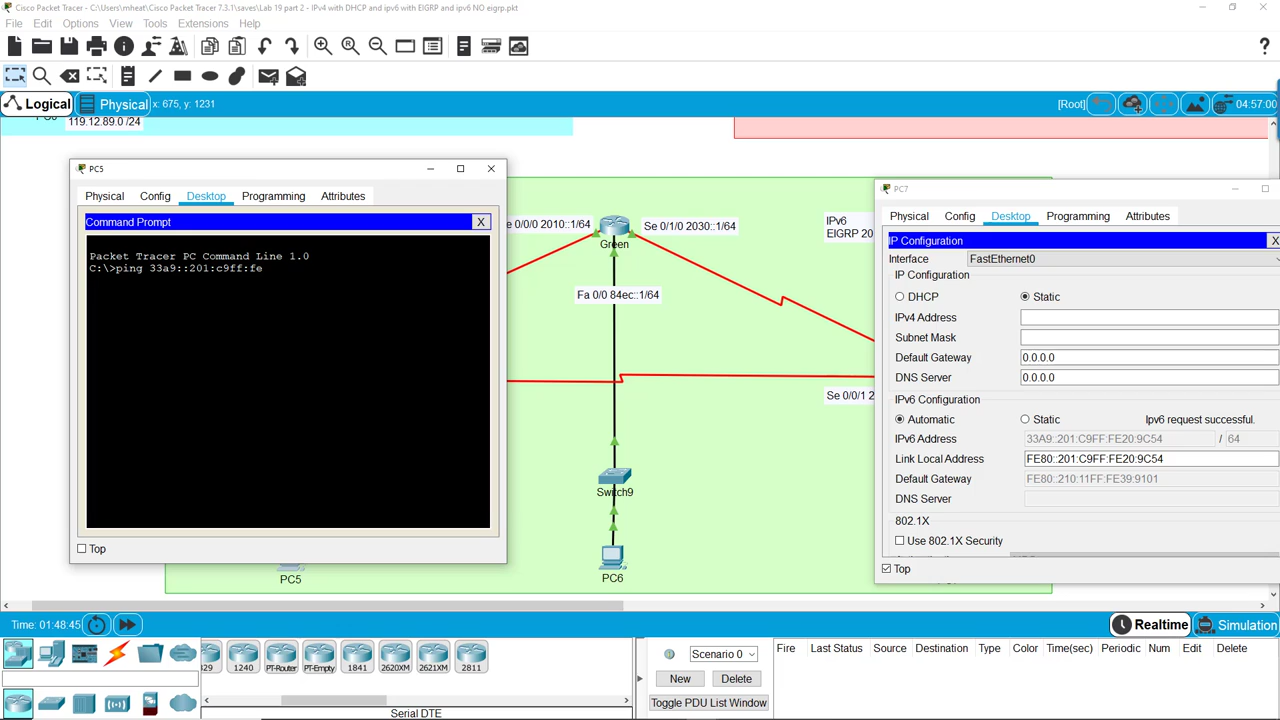 Cisco Packet Tracer - C:\Users\mheat\Cisco Packet Tracer 7.3.1\saves\Lab 19 part 2 - IPv4 with DHCP and ipv6 with EIGRP and ipv6 NO eigrp.pkt
File Edit Options View Tools Extensions Help
Logical Physical x: 675, y: 1231 [Root] 04:57:00
119.12.89.0 /24
PC5
Physical Config Desktop Programming Attributes
Command Prompt X
Packet Tracer PC Command Line 1.0
C:\>ping 33a9::201:c9ff:fe
Top
e 0/0/0 2010::1/64
Se 0/1/0 2030::1/64
Green
Fa 0/0 84ec::1/64
IPv6
EIGRP 20
Se 0/0/1 2
Switch9
PC5
PC6
PC7
Physical Config Desktop Programming Attributes
IP Configuration X
Interface FastEthernet0
IP Configuration
DHCP Static
IPv4 Address
Subnet Mask
Default Gateway 0.0.0.0
DNS Server 0.0.0.0
IPv6 Configuration
Automatic Static Ipv6 request successful.
IPv6 Address 33A9::201:C9FF:FE20:9C54 / 64
Link Local Address FE80::201:C9FF:FE20:9C54
Default Gateway FE80::210:11FF:FE39:9101
DNS Server
802.1X
Use 802.1X Security
Top
Time: 01:48:45 Realtime Simulation
329 1240 PT-Router PT-Empty 1841 2620XM 2621XM 2811
Serial DTE
Scenario 0
New Delete
Toggle PDU List Window
Fire Last Status Source Destination Type Color Time(sec) Periodic Num Edit Delete